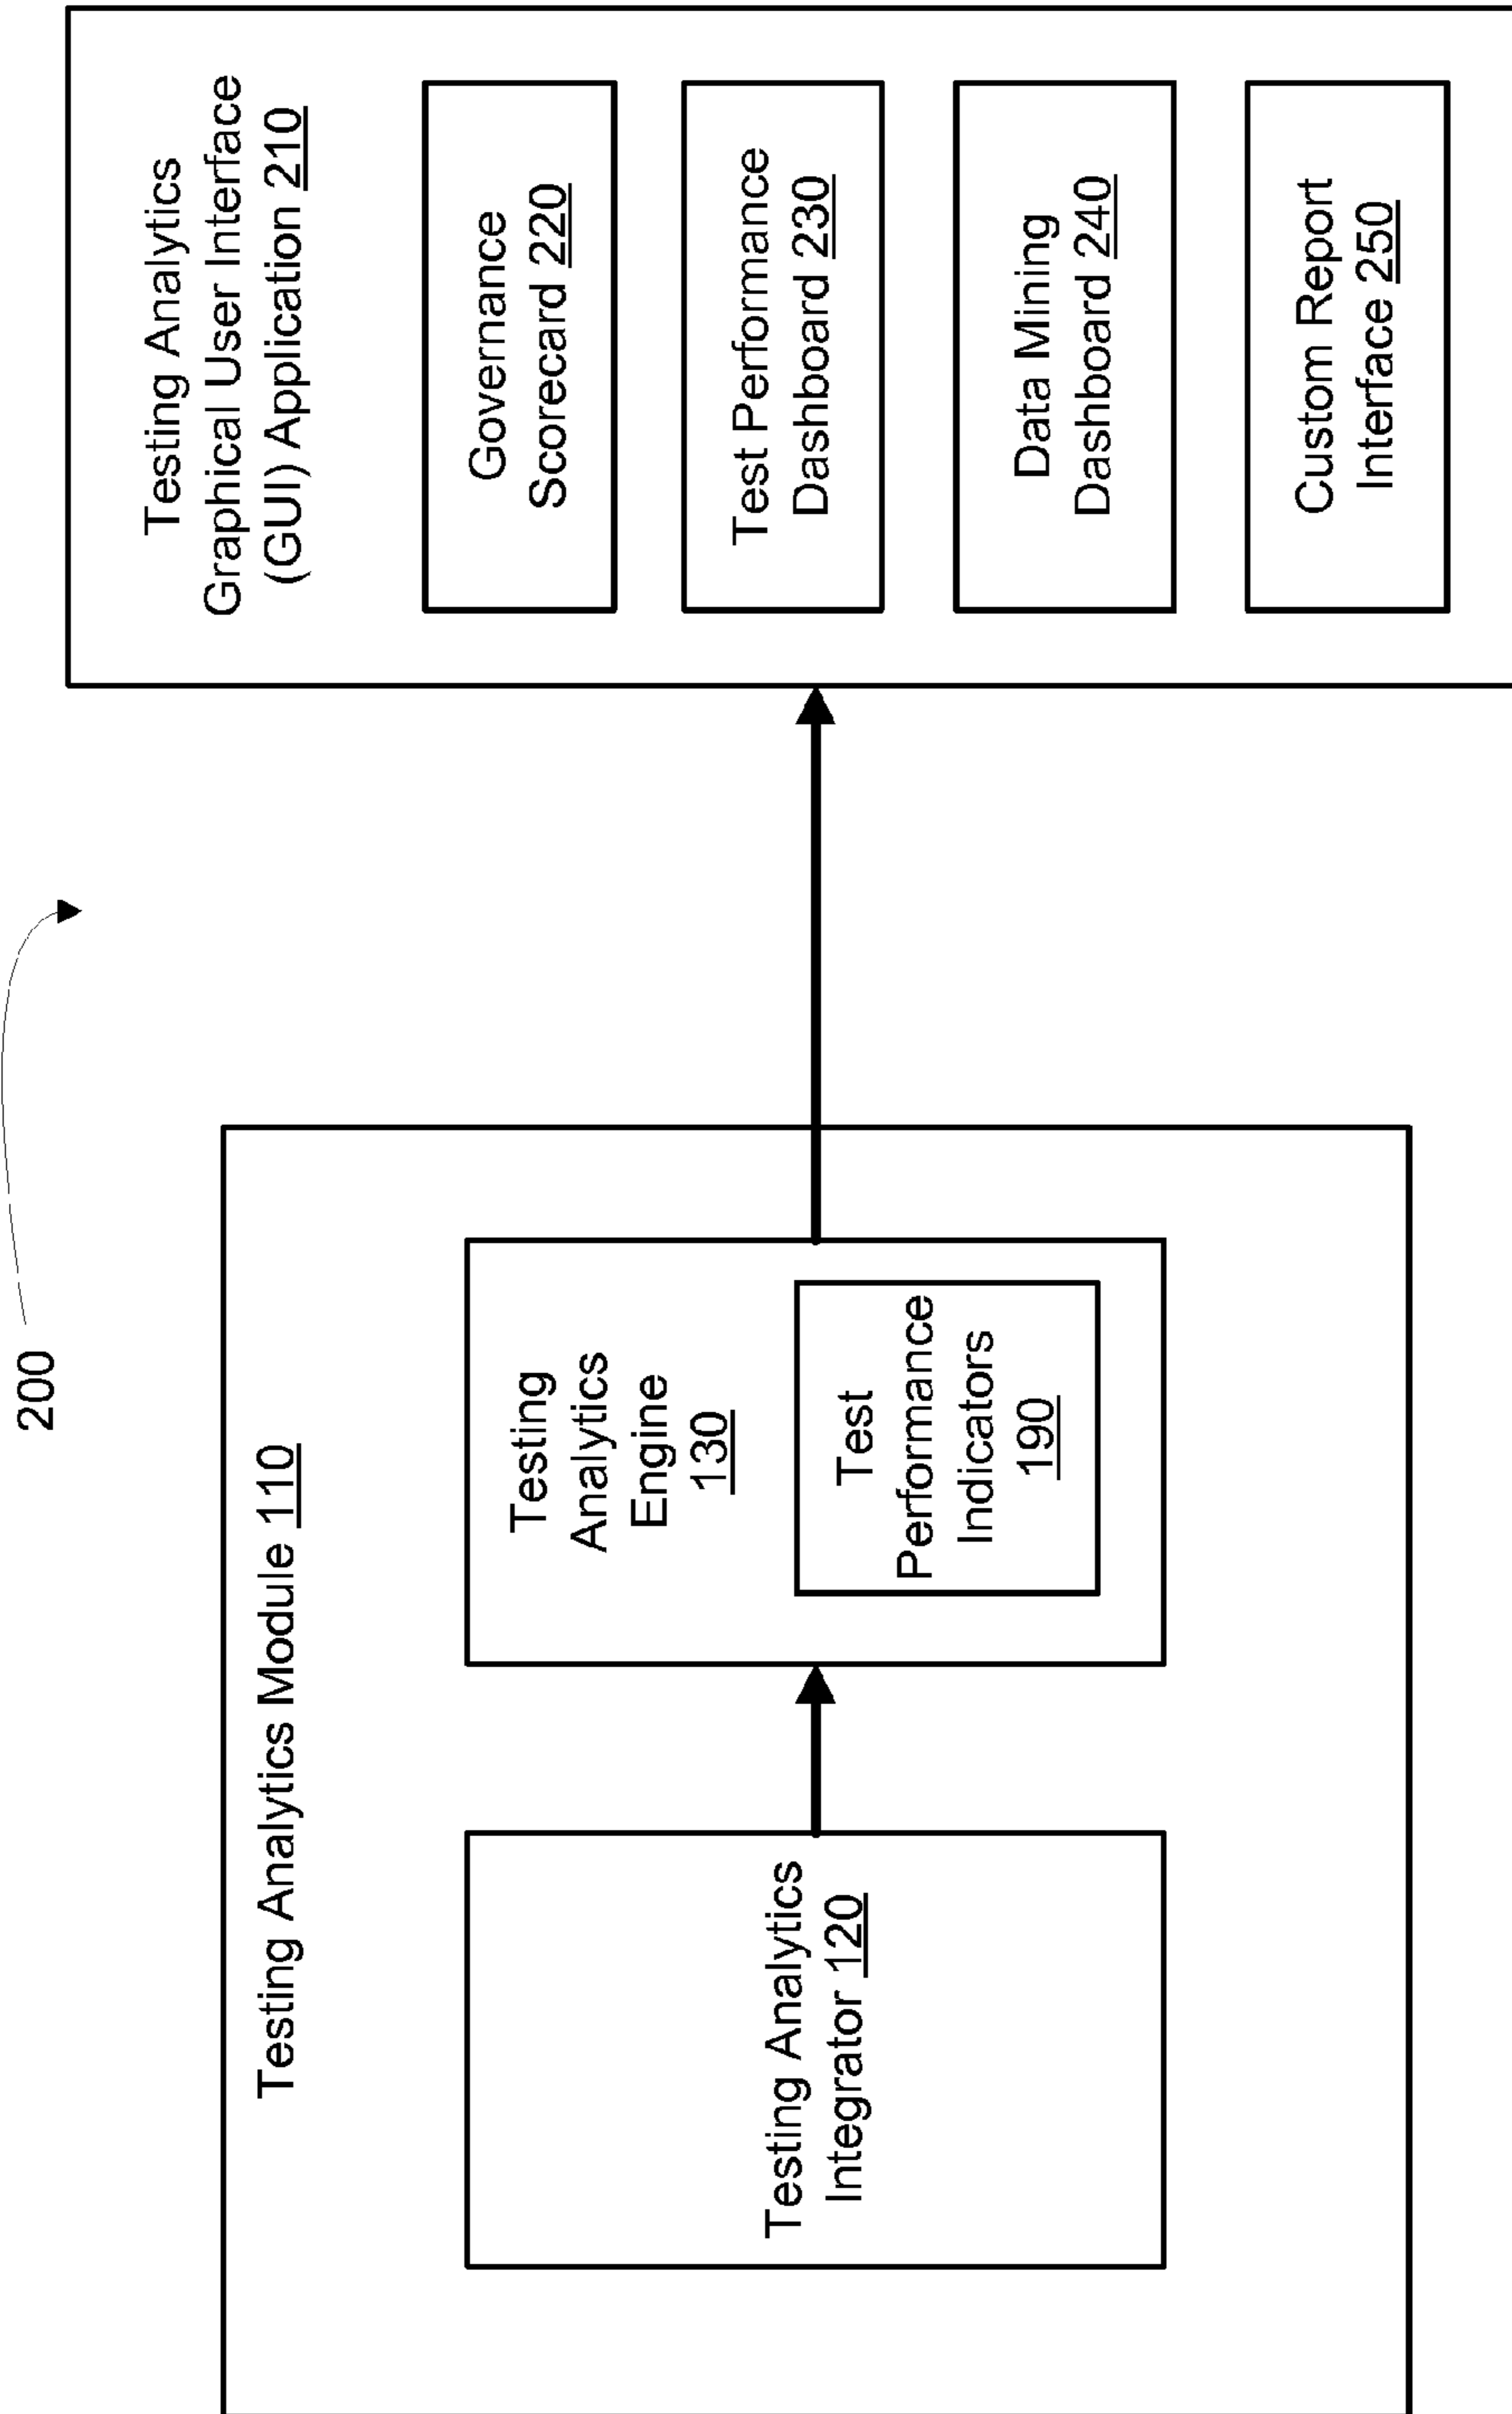 200
Testing Analytics Module 110
Testing Analytics
Integrator 120
Testing
Analytics
Engine
130
Test
Performance
Indicators
190
Testing Analytics
Graphical User Interface
(GUI) Application 210
Governance
Scorecard 220
Test Performance
Dashboard 230
Data Mining
Dashboard 240
Custom Report
Interface 250